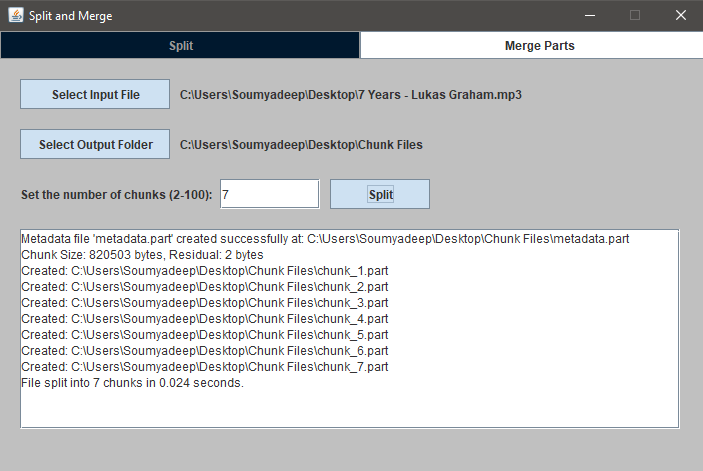 Split and Merge
Split
Merge Parts
Select Input File
C:\Users\Soumyadeep\Desktop\7 Years - Lukas Graham.mp3
Select Output Folder
C:\Users\Soumyadeep\Desktop\Chunk Files
Set the number of chunks (2-100):
7
Split
Metadata file 'metadata.part' created successfully at: C:\Users\Soumyadeep\Desktop\Chunk Files\metadata.part
Chunk Size: 820503 bytes, Residual: 2 bytes
Created: C:\Users\Soumyadeep\Desktop\Chunk Files\chunk_1.part
Created: C:\Users\Soumyadeep\Desktop\Chunk Files\chunk_2.part
Created: C:\Users\Soumyadeep\Desktop\Chunk Files\chunk_3.part
Created: C:\Users\Soumyadeep\Desktop\Chunk Files\chunk_4.part
Created: C:\Users\Soumyadeep\Desktop\Chunk Files\chunk_5.part
Created: C:\Users\Soumyadeep\Desktop\Chunk Files\chunk_6.part
Created: C:\Users\Soumyadeep\Desktop\Chunk Files\chunk_7.part
File split into 7 chunks in 0.024 seconds.